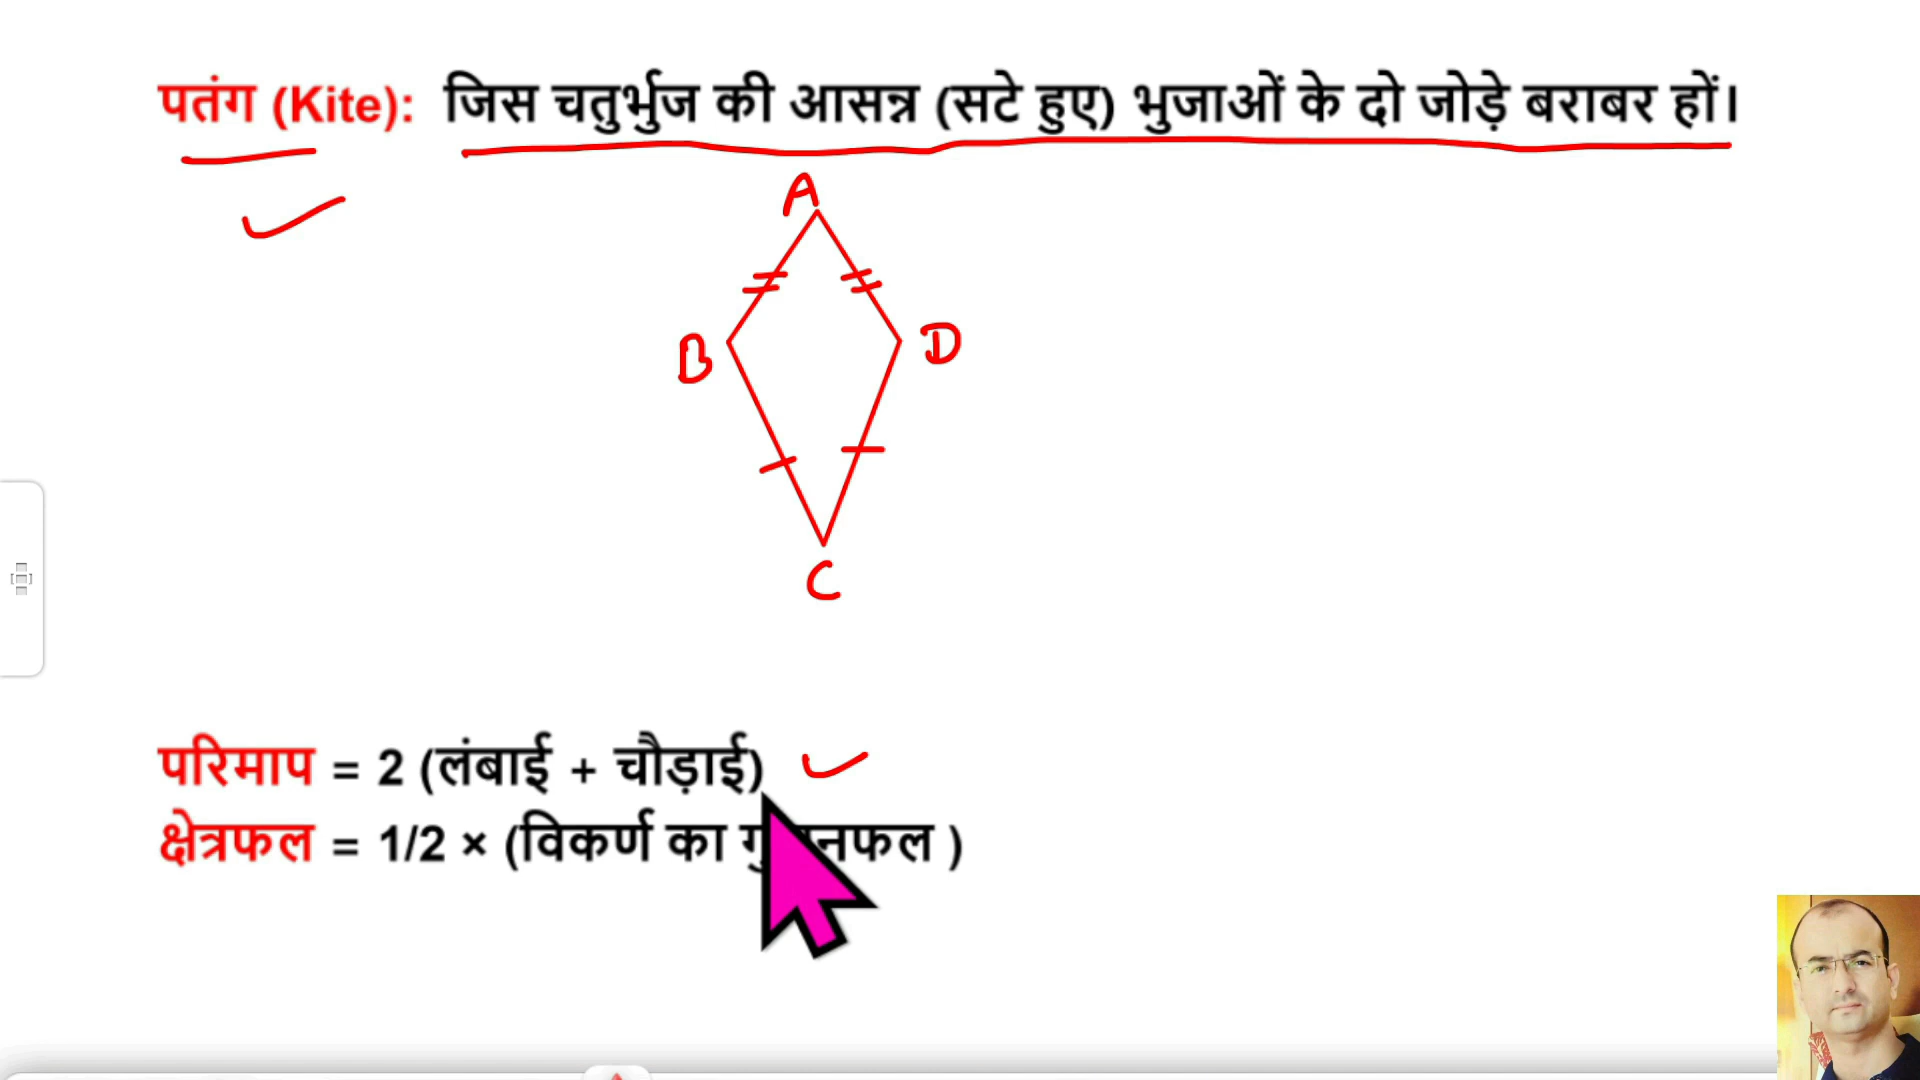 पतंग (Kite): जिस चतुर्भुज की आसन्न (सटे हुए) भुजाओं के दो जोड़े बराबर हों।
A
B D
C
परिमाप = 2 (लंबाई + चौड़ाई)
क्षेत्रफल = 1/2 × (विकर्ण का )